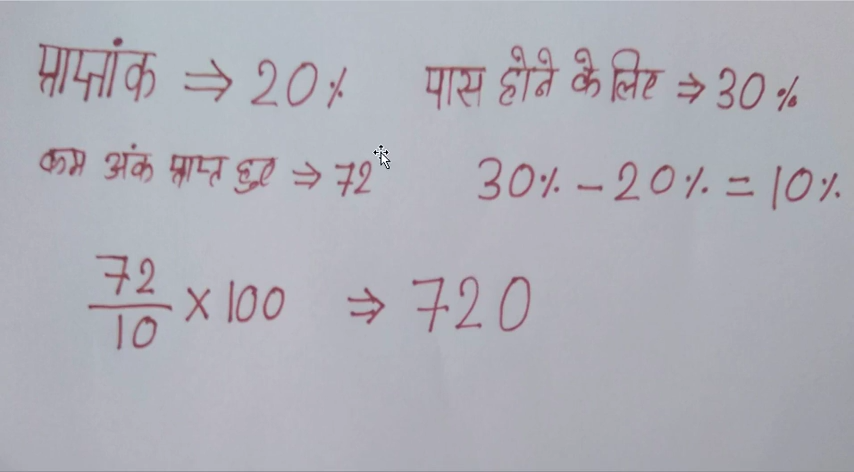 प्राप्तांक ⇒ 20% पास होने के लिए ⇒ 30%
कम अंक प्राप्त हुए ⇒ 72 30% - 20% = 10%
72/10 × 100 ⇒ 720